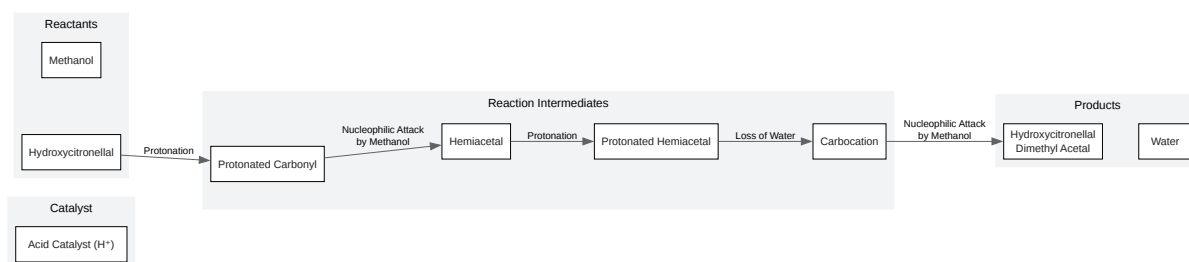 Reactants
Methanol
Hydroxycitronellal
Protonation
Catalyst
Acid Catalyst (H⁺)
Reaction Intermediates
Protonated Carbonyl
Nucleophilic Attack
by Methanol
Hemiacetal
Protonation
Protonated Hemiacetal
Loss of Water
Carbocation
Nucleophilic Attack
by Methanol
Products
Hydroxycitronellal
Dimethyl Acetal
Water